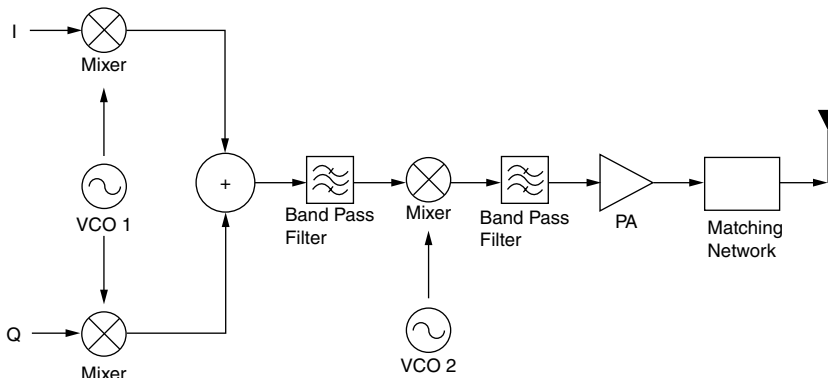 I
Mixer
VCO 1
Q
Mixer
+
Band Pass
Filter
Mixer
VCO 2
Band Pass
Filter
PA
Matching
Network